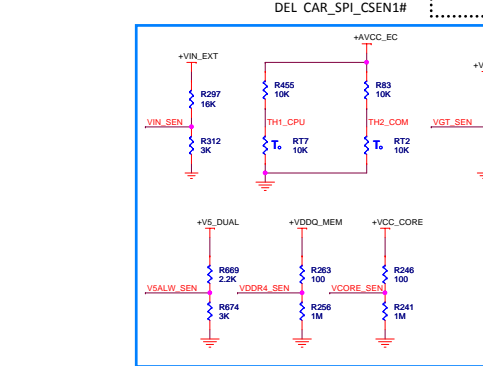 DEL CAR_SPI_CSEN1#
+AVCC_EC
+VIN_EXT
+V
R297
16K
R455
10K
R83
10K
VIN_SEN
TH1_CPU
TH2_COM
VGT_SEN
R312
3K
To
RT7
10K
To
RT2
10K
+V5_DUAL
+VDDQ_MEM
+VCC_CORE
R669
2.2K
R263
100
R246
100
V5ALW_SEN
VDDR4_SEN
VCORE_SEN
R674
3K
R256
1M
R241
1M